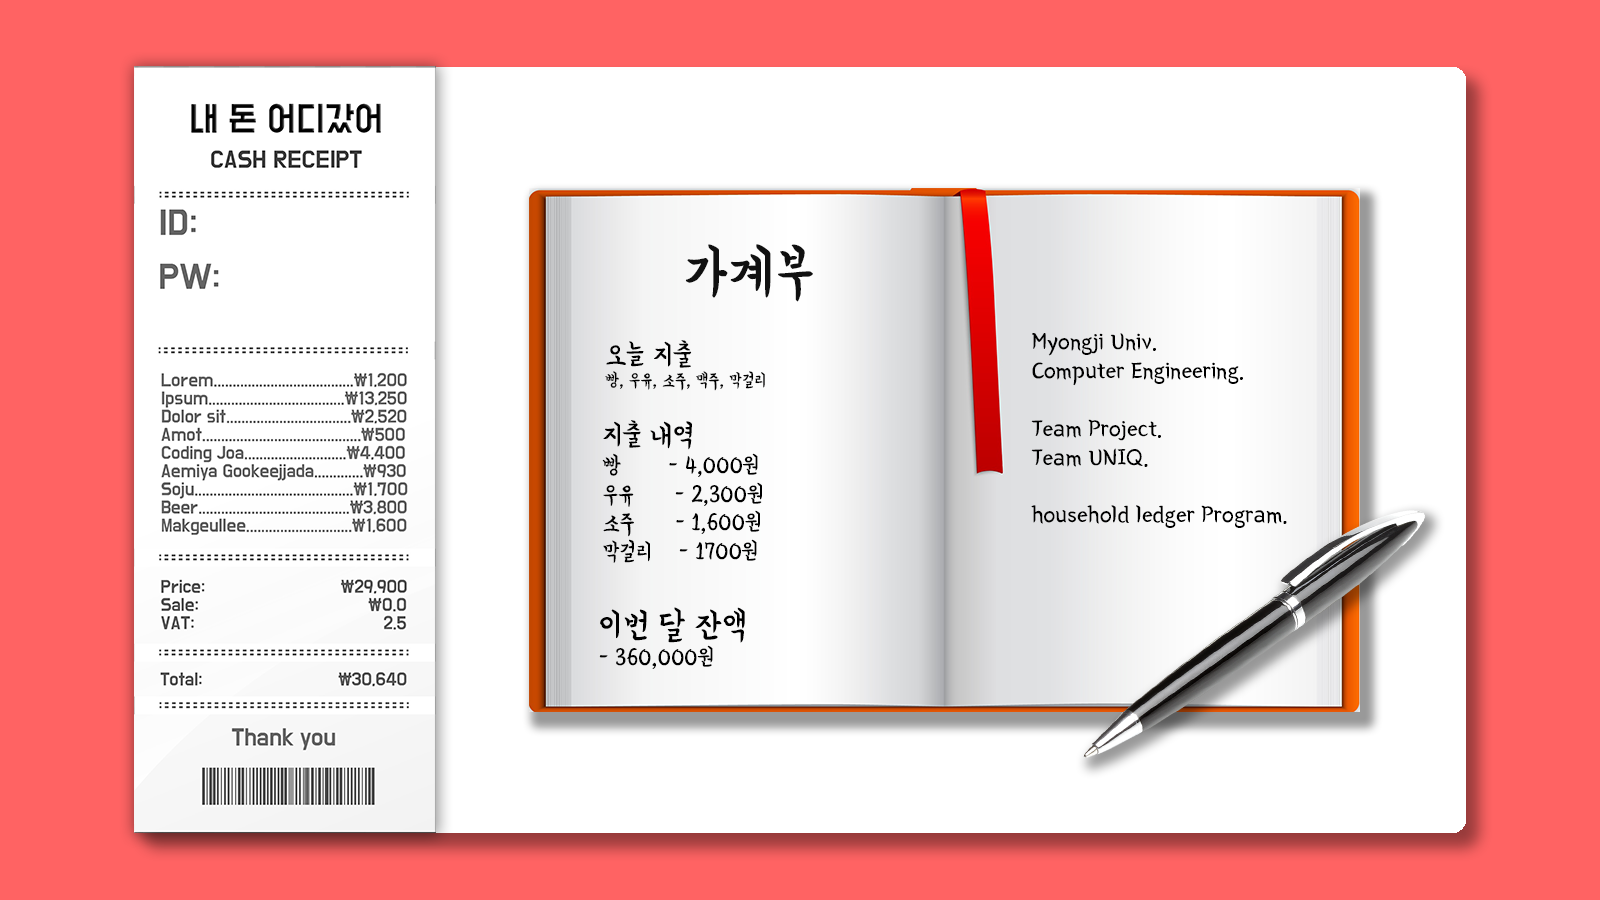 내 돈 어디갔어
CASH RECEIPT
ID:
PW:
Lorem.................................₩1,200
Ipsum.................................₩13,250
Dolor sit..............................₩2,520
Amot......................................₩500
Coding Joa.........................₩4,400
Aemiya Gookeejjada............₩930
Soju......................................₩1,700
Beer.....................................₩3,800
Makgeullee..........................₩1,600
Price: ₩29,900
Sale: ₩0.0
VAT: 2.5
Total: ₩30,640
Thank you
가계부
오늘 지출
빵, 우유, 소주, 맥주, 막걸리
지출 내역
빵 - 4,000원
우유 - 2,300원
소주 - 1,600원
막걸리 - 1700원
이번 달 잔액
- 360,000원
Myongji Univ.
Computer Engineering.
Team Project.
Team UNIQ.
household ledger Program.